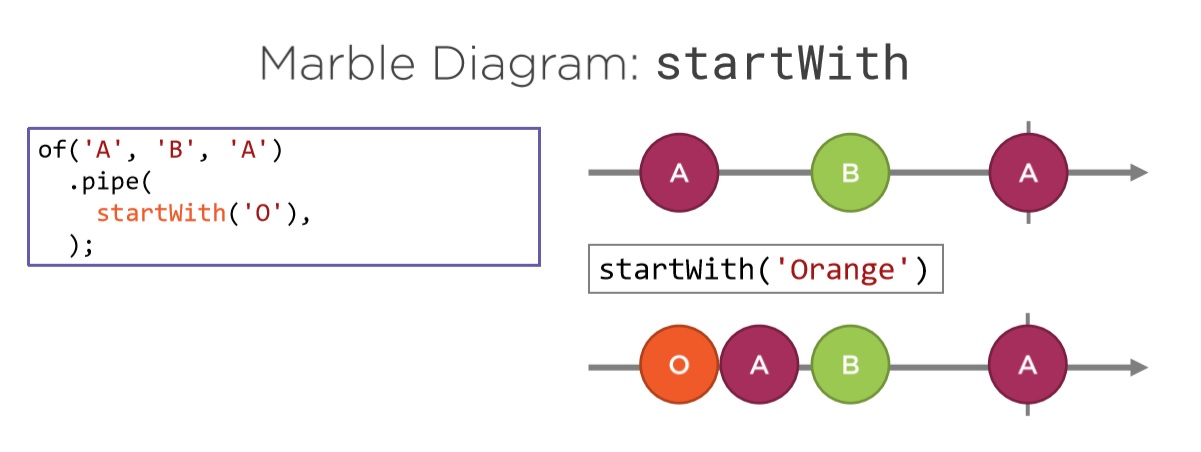 Marble Diagram: startWith
of('A', 'B', 'A')
.pipe(
startWith('O'),
);
A B A
startWith('Orange')
O A B A